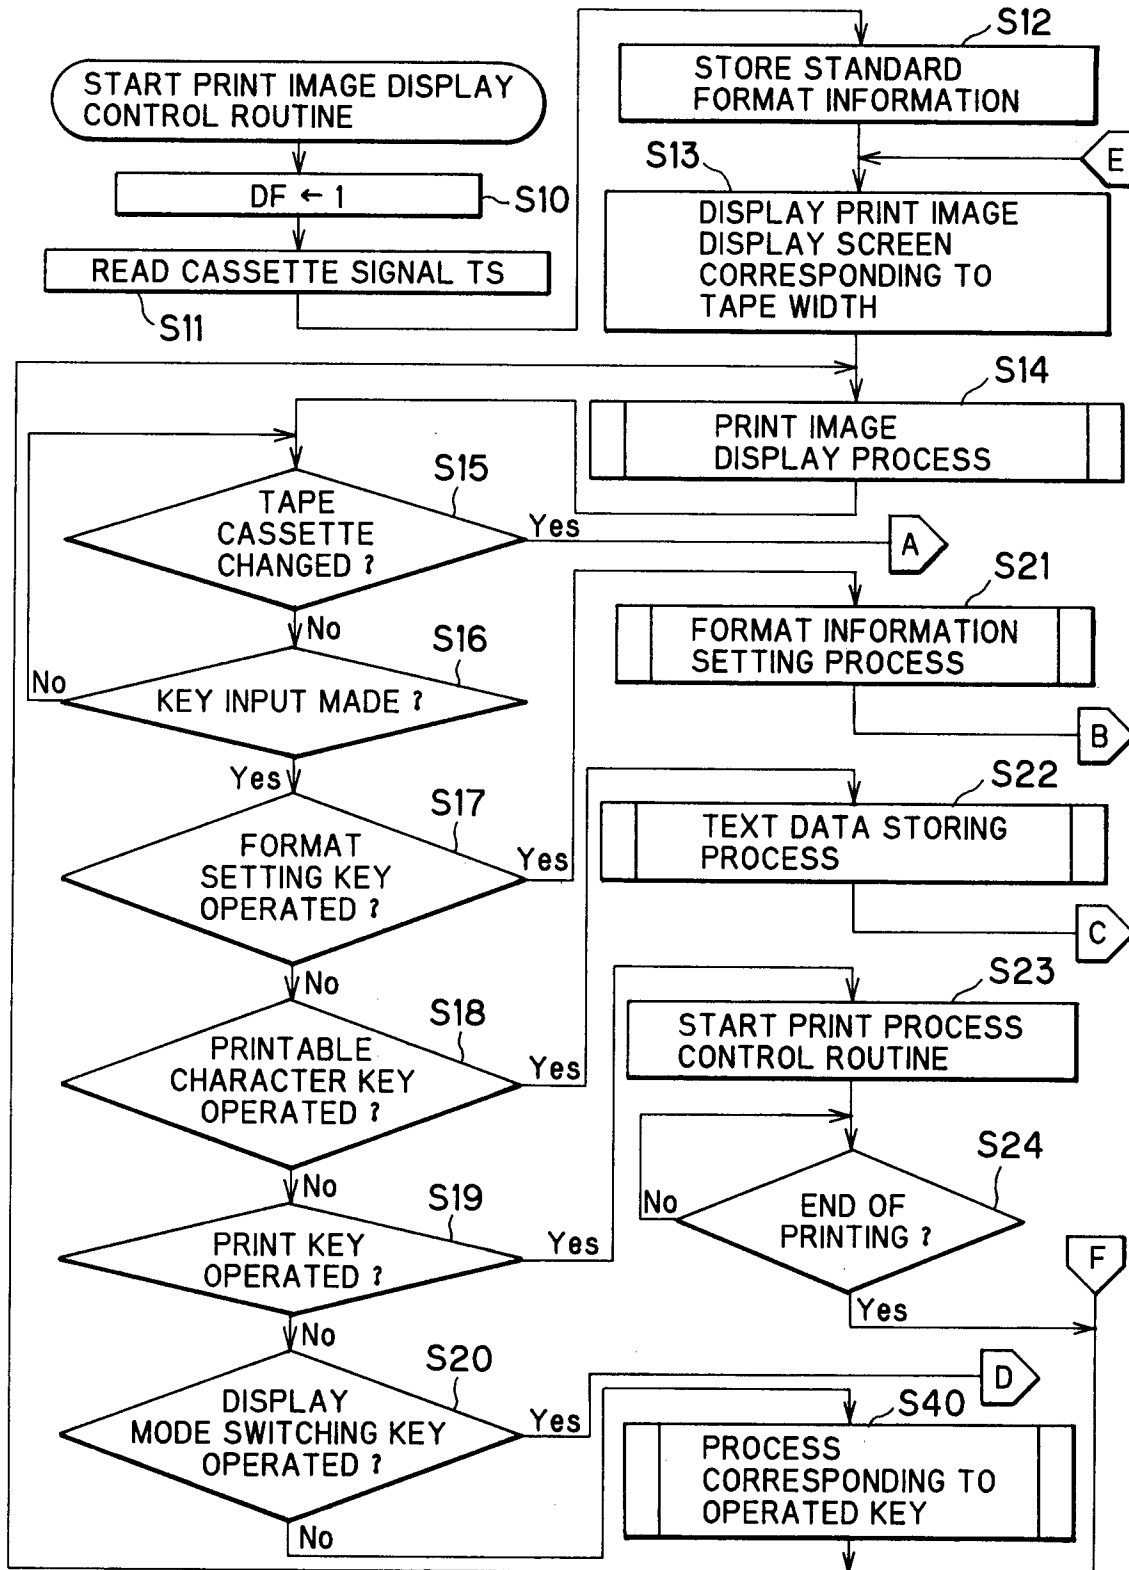 START PRINT IMAGE DISPLAY
CONTROL ROUTINE
DF ← 1
S10
READ CASSETTE SIGNAL TS
S11
S12
STORE STANDARD
FORMAT INFORMATION
E
S13
DISPLAY PRINT IMAGE
DISPLAY SCREEN
CORRESPONDING TO
TAPE WIDTH
S14
PRINT IMAGE
DISPLAY PROCESS
S15
TAPE
CASSETTE
CHANGED ?
Yes
A
No
S16
KEY INPUT MADE ?
No
Yes
S17
FORMAT
SETTING KEY
OPERATED ?
Yes
S21
FORMAT INFORMATION
SETTING PROCESS
B
No
S18
PRINTABLE
CHARACTER KEY
OPERATED ?
Yes
S22
TEXT DATA STORING
PROCESS
C
No
S19
PRINT KEY
OPERATED ?
Yes
S23
START PRINT PROCESS
CONTROL ROUTINE
S24
END OF
PRINTING ?
No
Yes
F
No
S20
DISPLAY
MODE SWITCHING KEY
OPERATED ?
Yes
D
No
S40
PROCESS
CORRESPONDING TO
OPERATED KEY